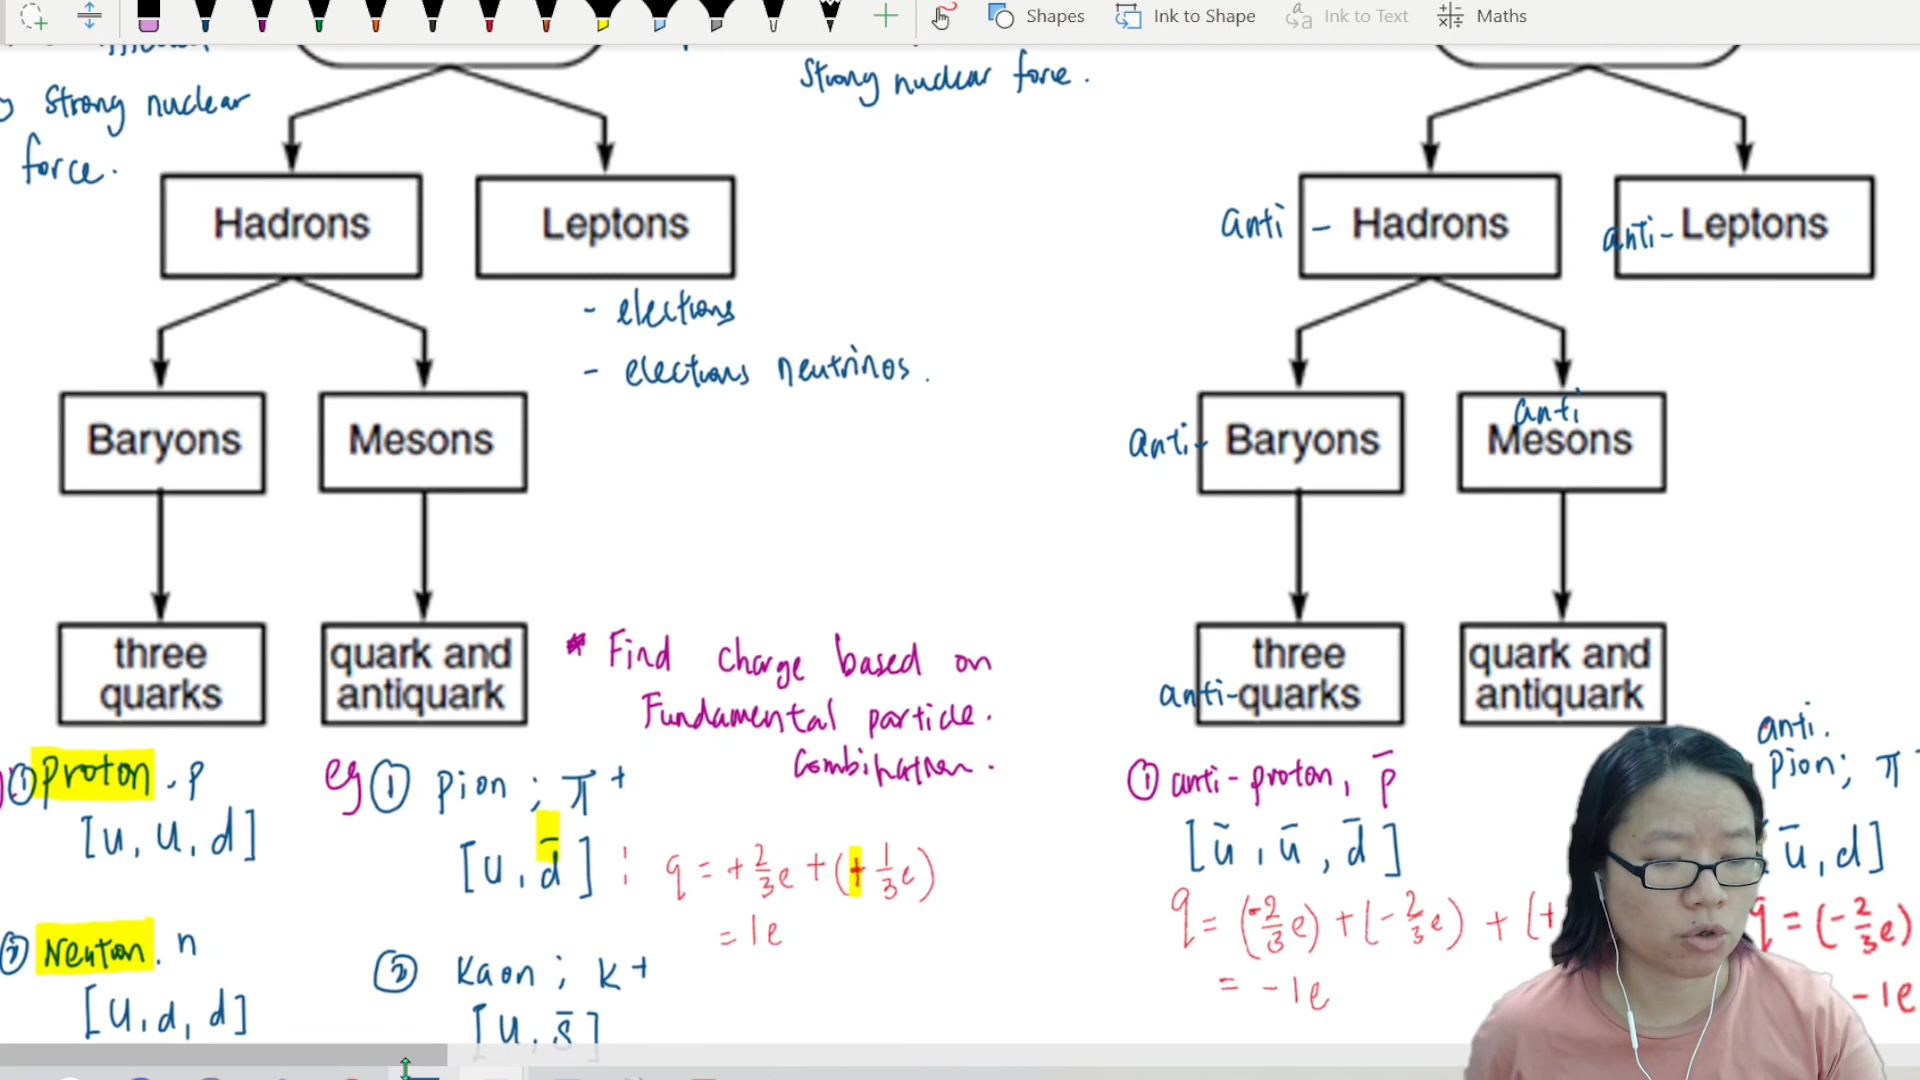 Shapes
Ink to Shape
Ink to Text
Maths
Strong nuclear
force.
Strong nuclear force.
Hadrons
Leptons
- electrons
- electrons neutrinos.
Baryons
Mesons
three
quarks
quark and
antiquark
* Find charge based on
Fundamental particle.
Combination.
① Proton . p
[u, u, d]
② Neutron . n
[u, d, d]
eg ① Pion ; π+
[u, d̄] : q = +2/3e + (+1/3e)
= 1e
② Kaon ; K+
[u, s̄]
anti - Hadrons
anti- Leptons
anti- Baryons
anti
Mesons
three
anti-quarks
quark and
antiquark
① anti-proton, p̄
[ū, ū, d̄]
q = (-2/3e) + (-2/3e) + (+
= -1e
anti.
pion; π
ū, d]
q = (-2/3e)
-1e